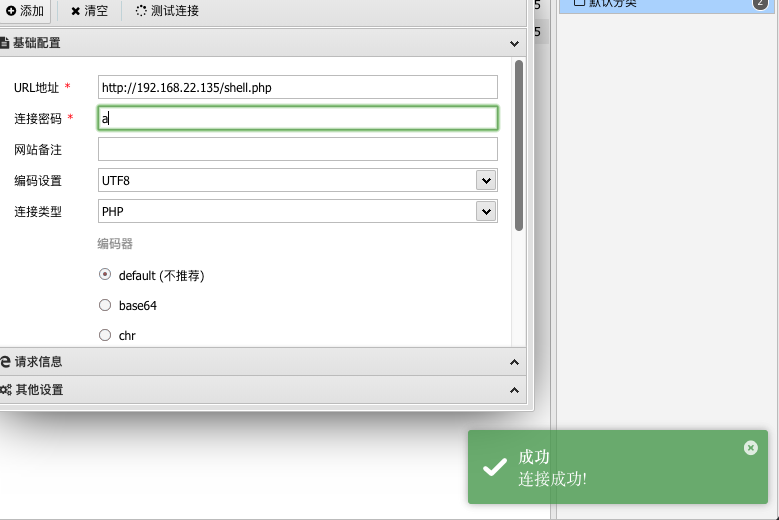 添加 清空 测试连接
5
默认分类 2
基础配置
5
URL地址 * http://192.168.22.135/shell.php
连接密码 * a
网站备注
编码设置 UTF8
连接类型 PHP
编码器
default (不推荐)
base64
chr
请求信息
其他设置
成功
连接成功!